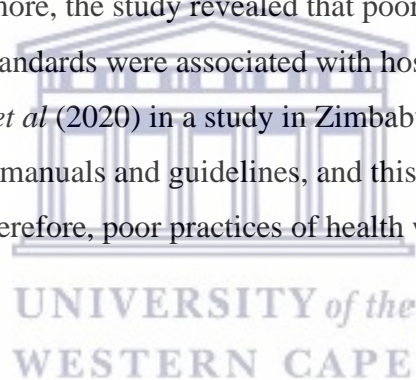 more, the study revealed that poor
andards were associated with hos
et al (2020) in a study in Zimbab
manuals and guidelines, and this
erefore, poor practices of health
UNIVERSITY of the
WESTERN CAPE